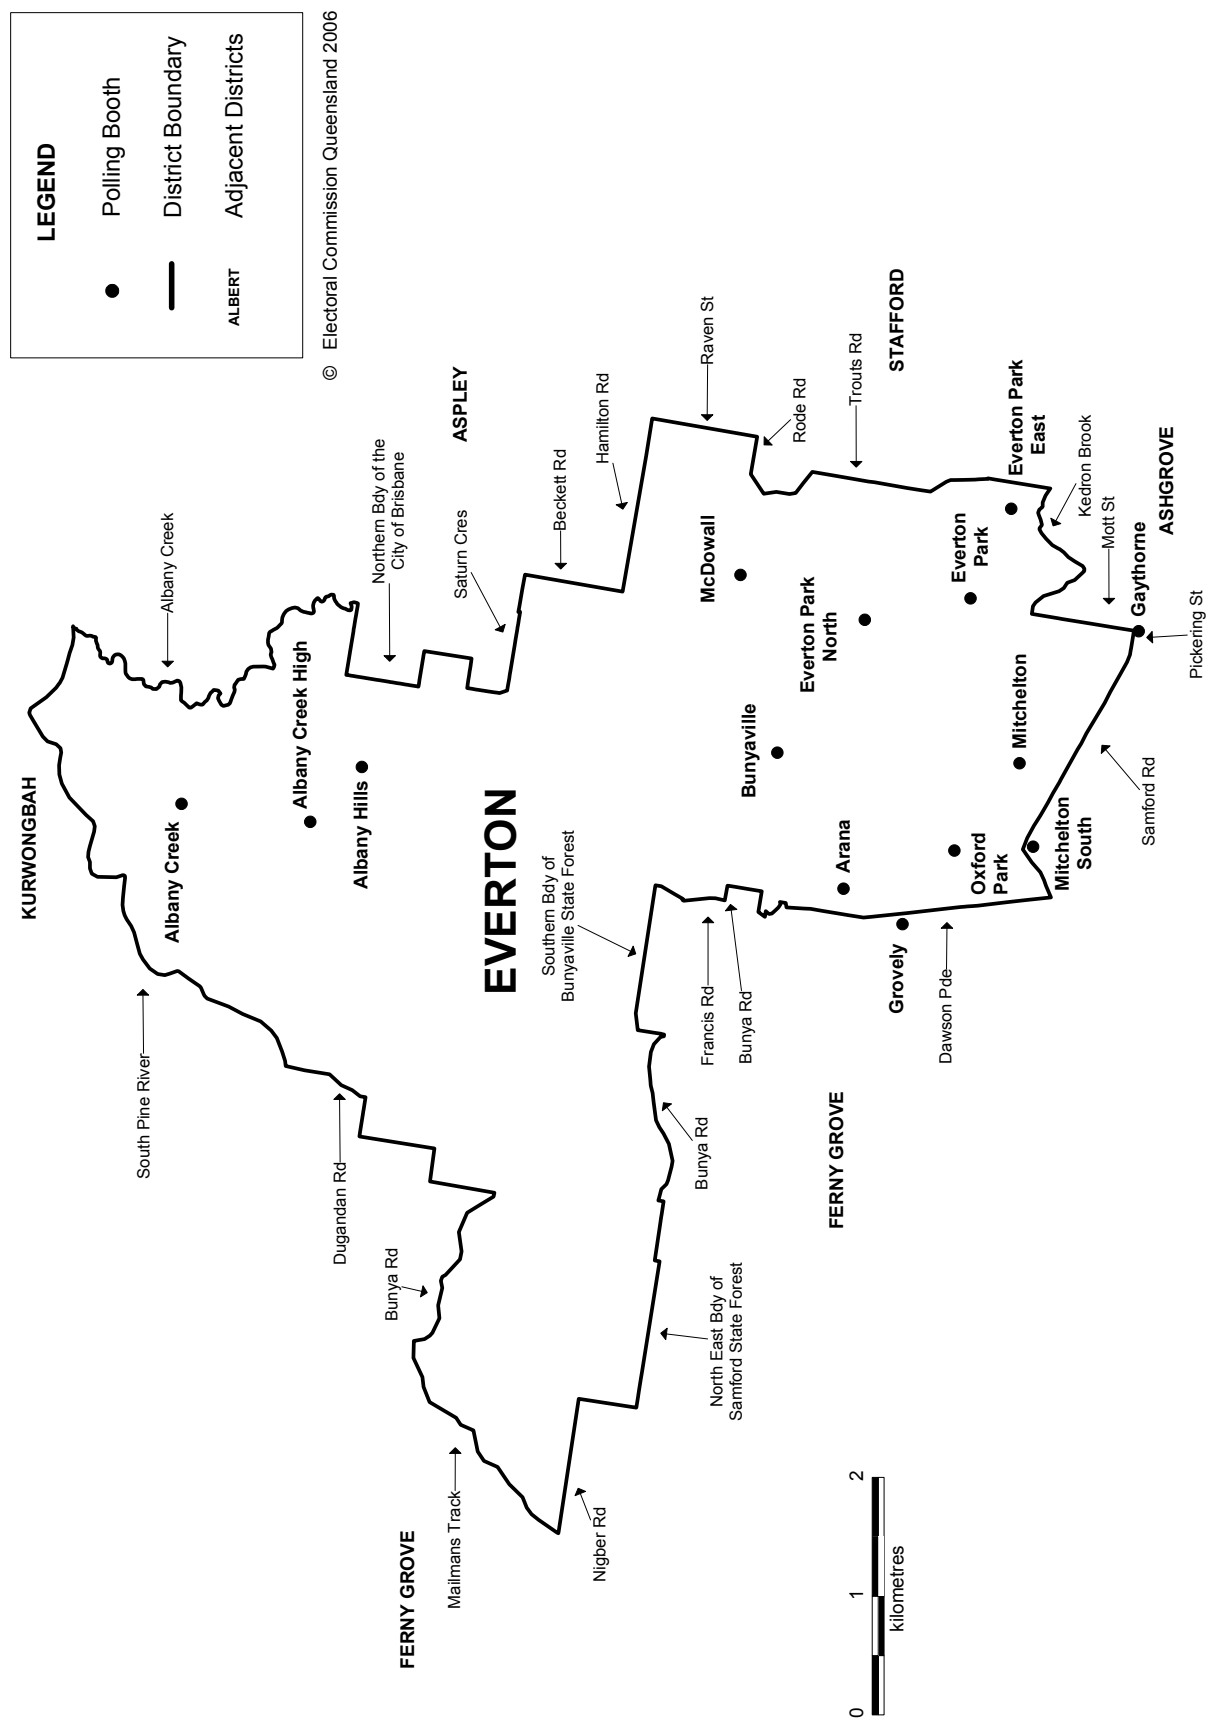 LEGEND
Polling Booth
District Boundary
ALBERT
Adjacent Districts
© Electoral Commission Queensland 2006
KURWONGBAH
South Pine River
Albany Creek
Albany Creek
Albany Creek High
Albany Hills
Northern Bdy of the
City of Brisbane
ASPLEY
Saturn Cres
Beckett Rd
Hamilton Rd
Raven St
Rode Rd
Trouts Rd
STAFFORD
Dugandan Rd
Bunya Rd
Mailmans Track
FERNY GROVE
Nigber Rd
North East Bdy of
Samford State Forest
Bunya Rd
EVERTON
Southern Bdy of
Bunyaville State Forest
Francis Rd
Bunya Rd
McDowall
Bunyaville
Everton Park
North
Arana
Grovely
Dawson Pde
FERNY GROVE
Everton
Park
Everton Park
East
Oxford
Park
Mitchelton
Mitchelton
South
Kedron Brook
Mott St
Gaythorne
ASHGROVE
Pickering St
Samford Rd
0
1
2
kilometres